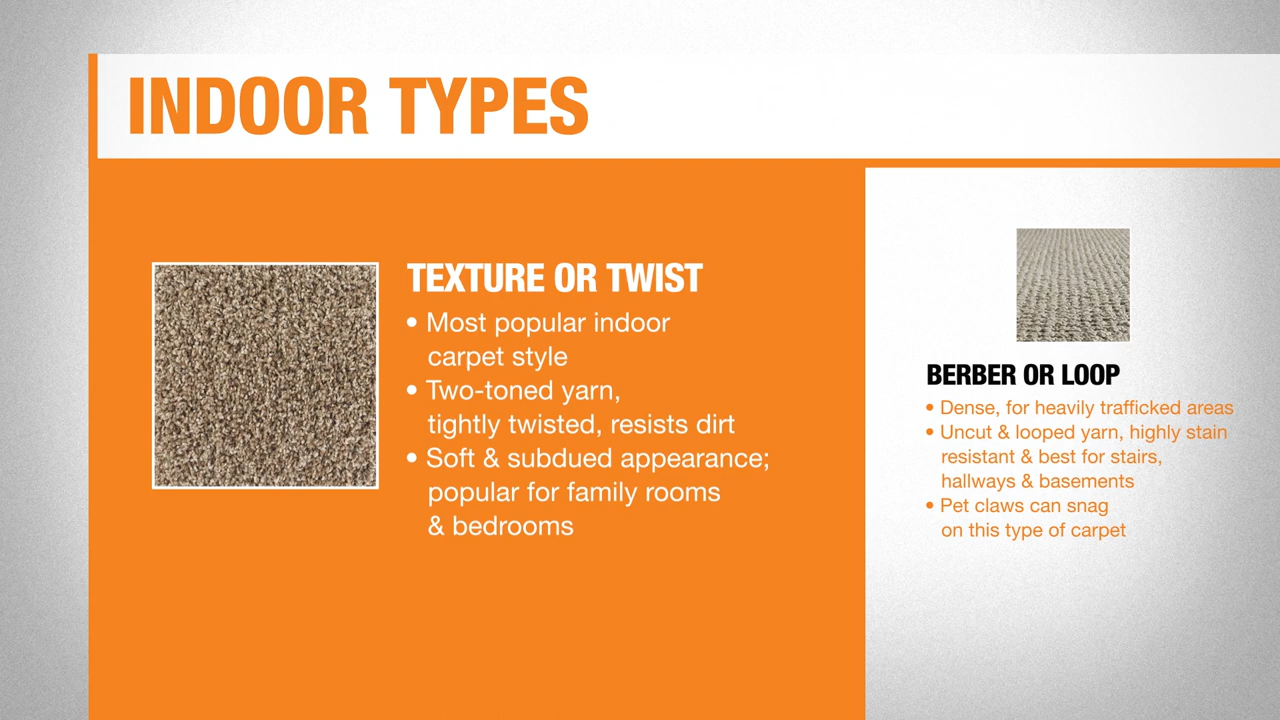 INDOOR TYPES
TEXTURE OR TWIST
• Most popular indoor
carpet style
• Two-toned yarn,
tightly twisted, resists dirt
• Soft & subdued appearance;
popular for family rooms
& bedrooms
BERBER OR LOOP
• Dense, for heavily trafficked areas
• Uncut & looped yarn, highly stain
resistant & best for stairs,
hallways & basements
• Pet claws can snag
on this type of carpet